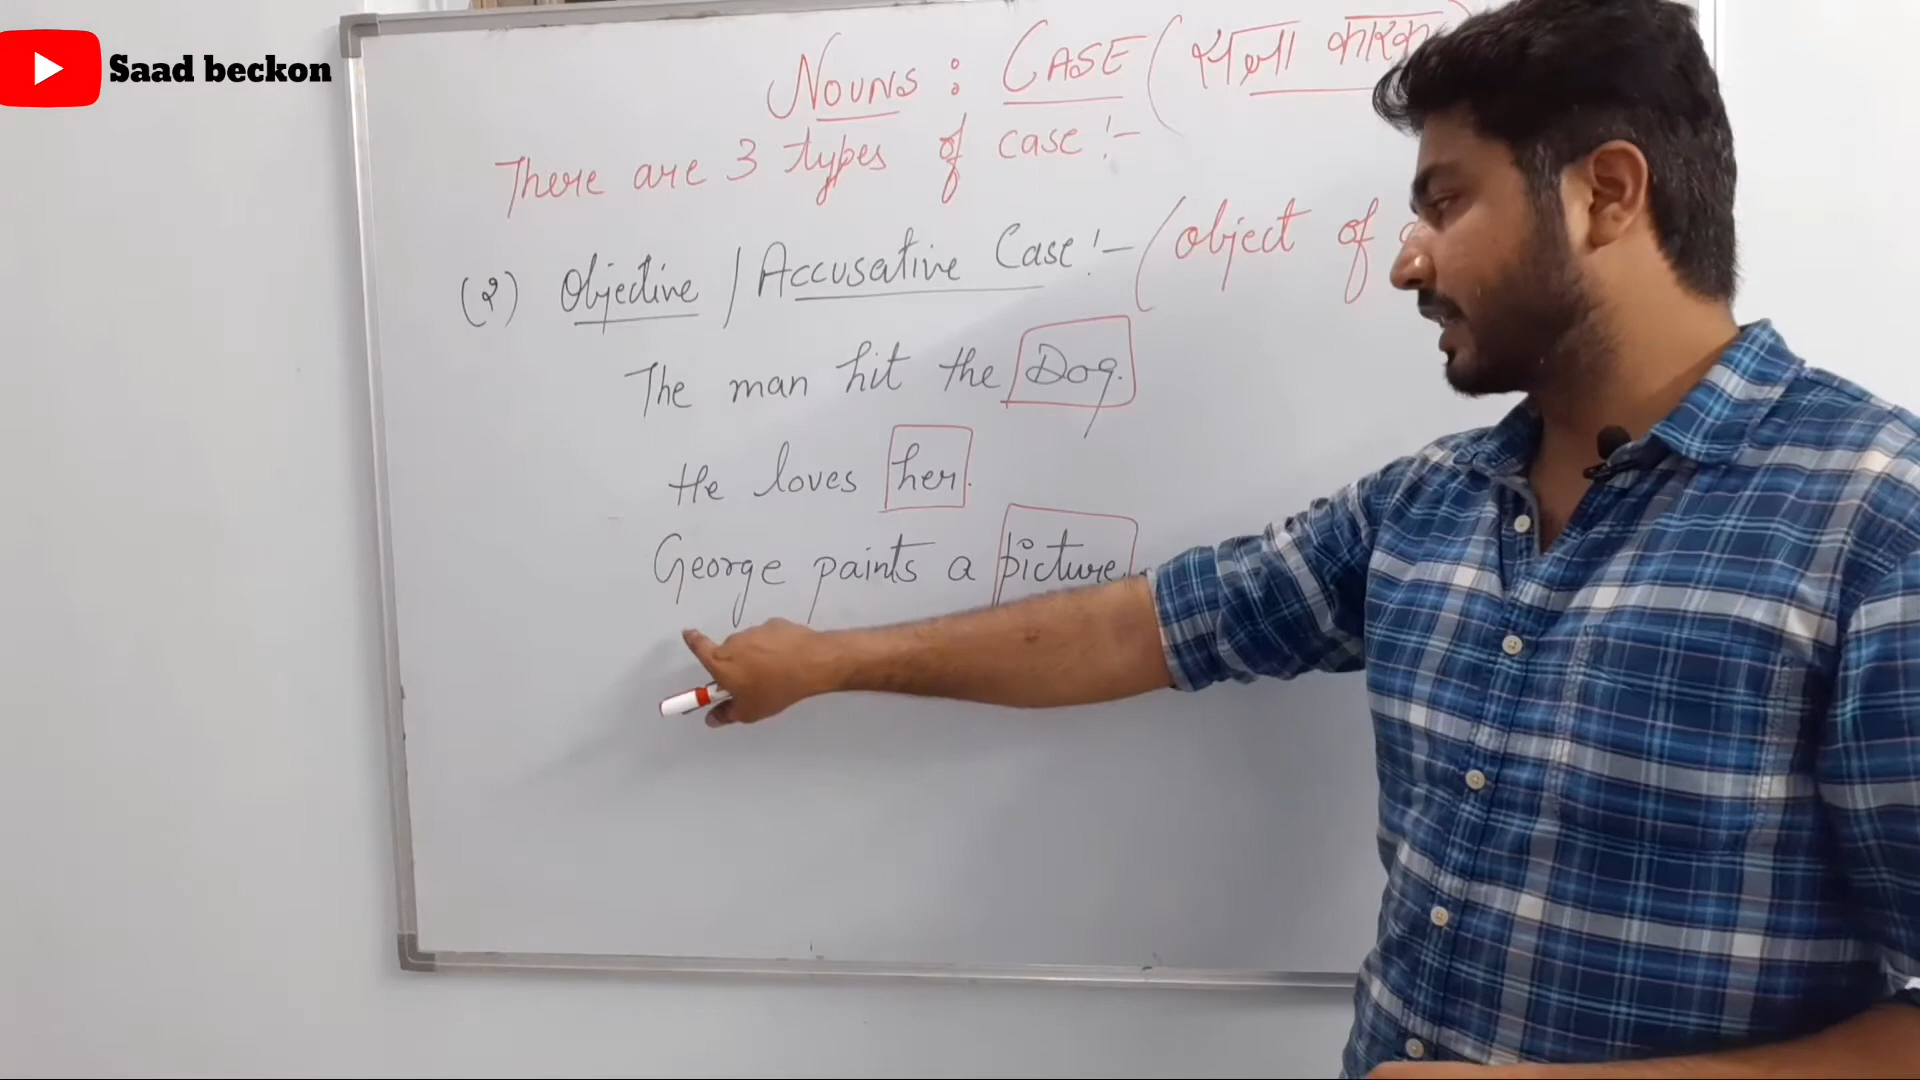 Saad beckon
Nouns : Case ( संज्ञा कारक
There are 3 types of case :-
(२) Objective / Accusative Case :- ( object of
The man hit the Dog.
He loves her.
George paints a picture.